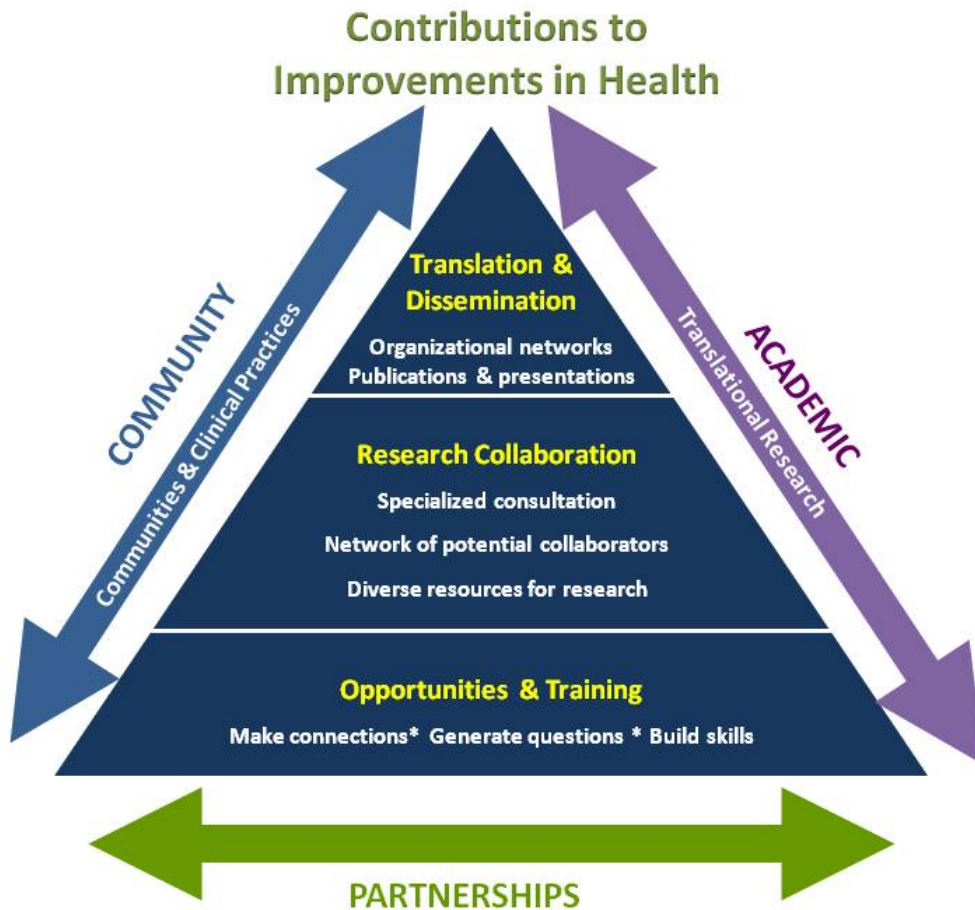 Contributions to
Improvements in Health
COMMUNITY
Communities & Clinical Practices
ACADEMIC
Translational Research
Translation &
Dissemination
Organizational networks
Publications & presentations
Research Collaboration
Specialized consultation
Network of potential collaborators
Diverse resources for research
Opportunities & Training
Make connections* Generate questions * Build skills
PARTNERSHIPS